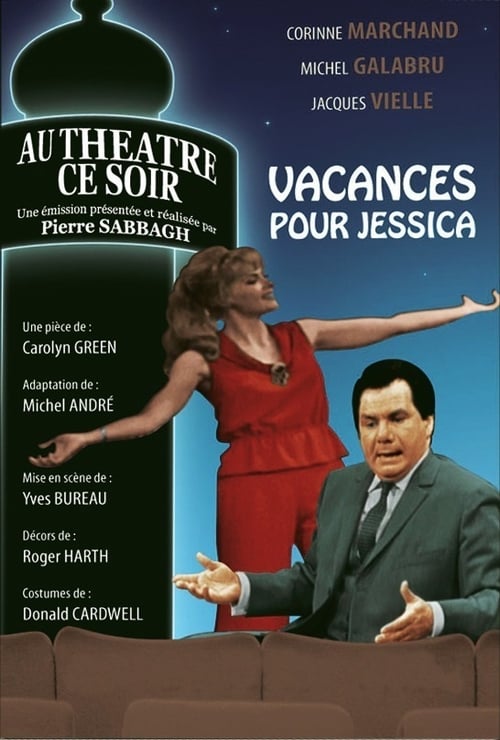 CORINNE MARCHAND
MICHEL GALABRU
JACQUES VIELLE
AU THEATRE
CE SOIR
Une émission présentée et réalisée par
Pierre SABBAGH
VACANCES
POUR JESSICA
Une pièce de :
Carolyn GREEN
Adaptation de :
Michel ANDRÉ
Mise en scène de :
Yves BUREAU
Décors de :
Roger HARTH
Costumes de :
Donald CARDWELL